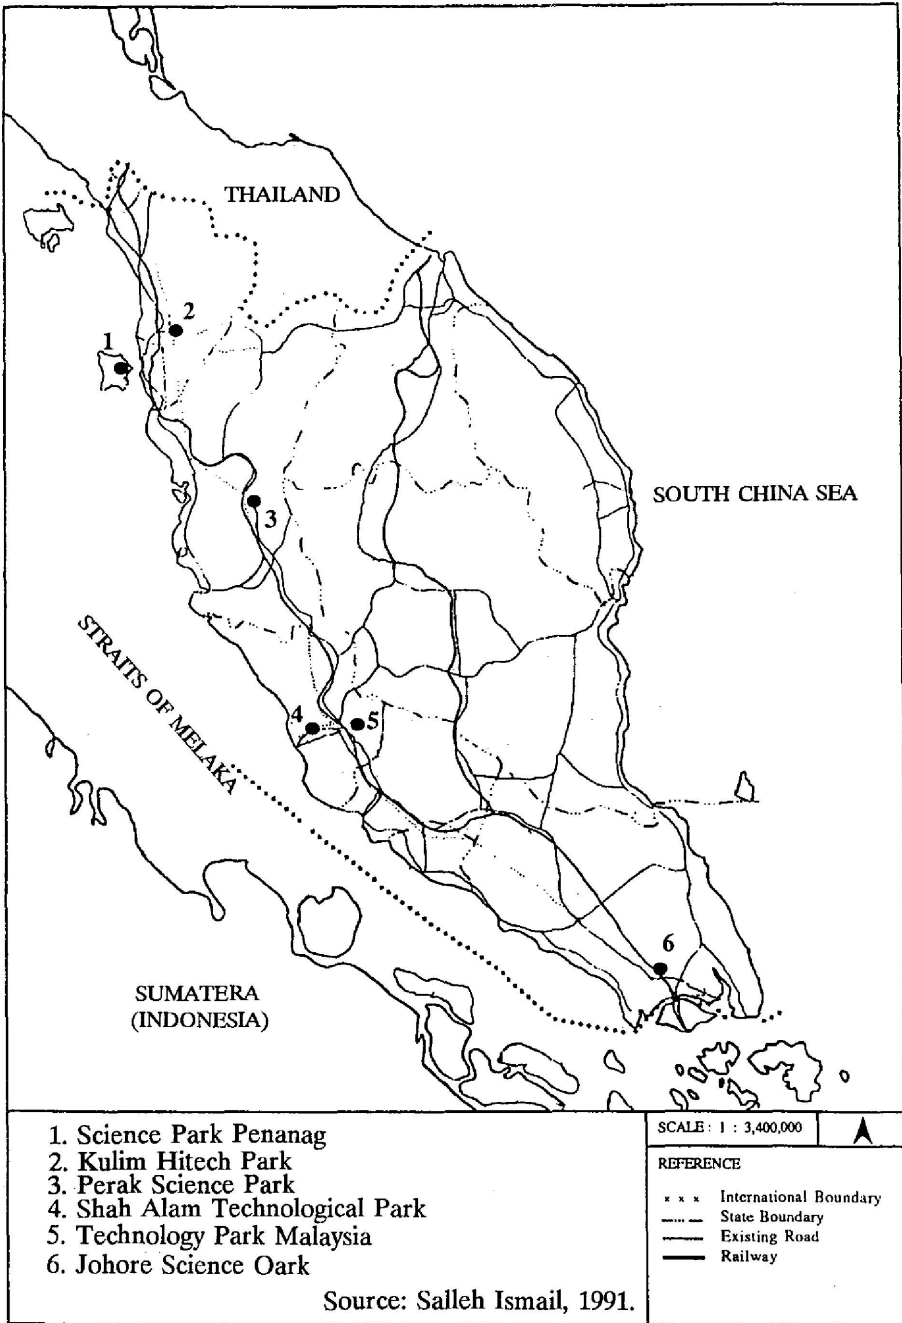 THAILAND
2
1
SOUTH CHINA SEA
3
STRAITS OF MELAKA
4
5
6
SUMATERA
(INDONESIA)
1. Science Park Penanag
2. Kulim Hitech Park
3. Perak Science Park
4. Shah Alam Technological Park
5. Technology Park Malaysia
6. Johore Science Oark
Source: Salleh Ismail, 1991.
SCALE : 1 : 3,400,000
REFERENCE
x x x International Boundary
State Boundary
Existing Road
Railway